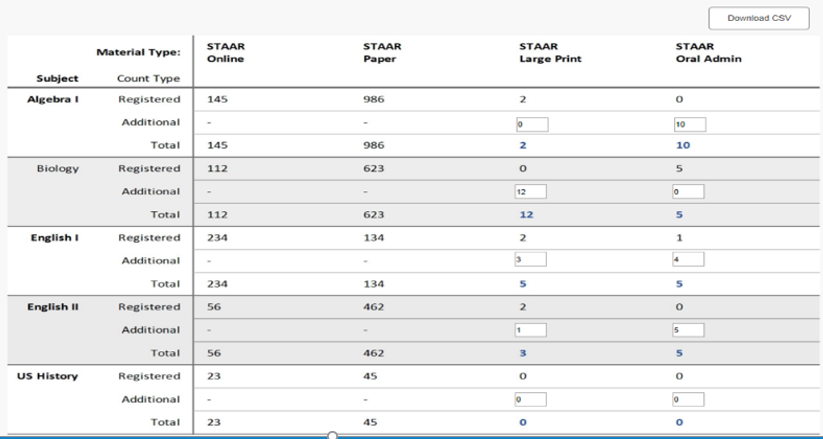 Download CSV
Material Type: STAAR Online STAAR Paper STAAR Large Print STAAR Oral Admin
Subject Count Type
Algebra I Registered 145 986 2 0
Additional - - 0 10
Total 145 986 2 10
Biology Registered 112 623 0 5
Additional - - 12 0
Total 112 623 12 5
English I Registered 234 134 2 1
Additional - - 3 4
Total 234 134 5 5
English II Registered 56 462 2 0
Additional - - 1 5
Total 56 462 3 5
US History Registered 23 45 0 0
Additional - - 0 0
Total 23 45 0 0